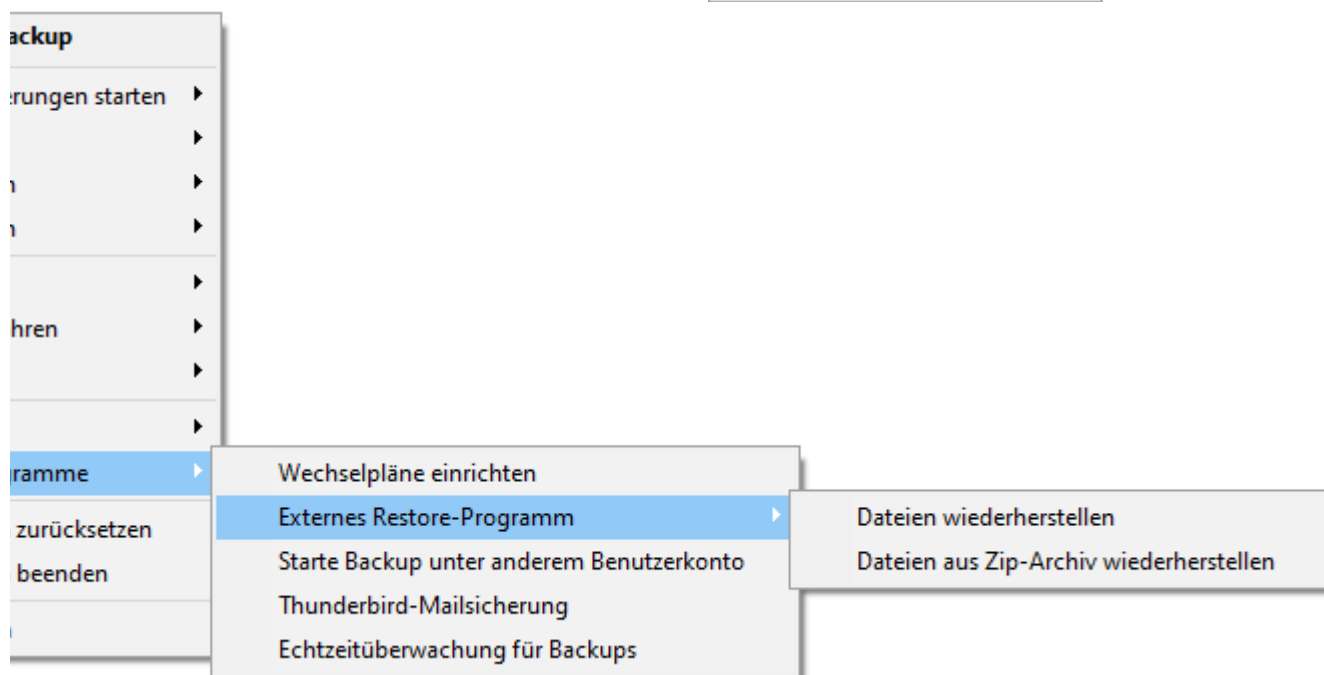 ackup
erungen starten
n
n
hren
gramme
zurücksetzen
beenden
Wechselpläne einrichten
Externes Restore-Programm
Starte Backup unter anderem Benutzerkonto
Thunderbird-Mailsicherung
Echtzeitüberwachung für Backups
Dateien wiederherstellen
Dateien aus Zip-Archiv wiederherstellen